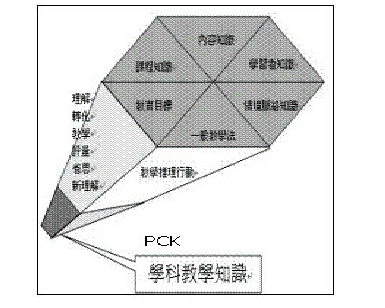 內容知識
課程知識
學習者知識
教育目標
情境脈絡知識
一般教學法
理解
轉化
教學
評量
省思
新理解
教學推理行動
PCK
學科教學知識